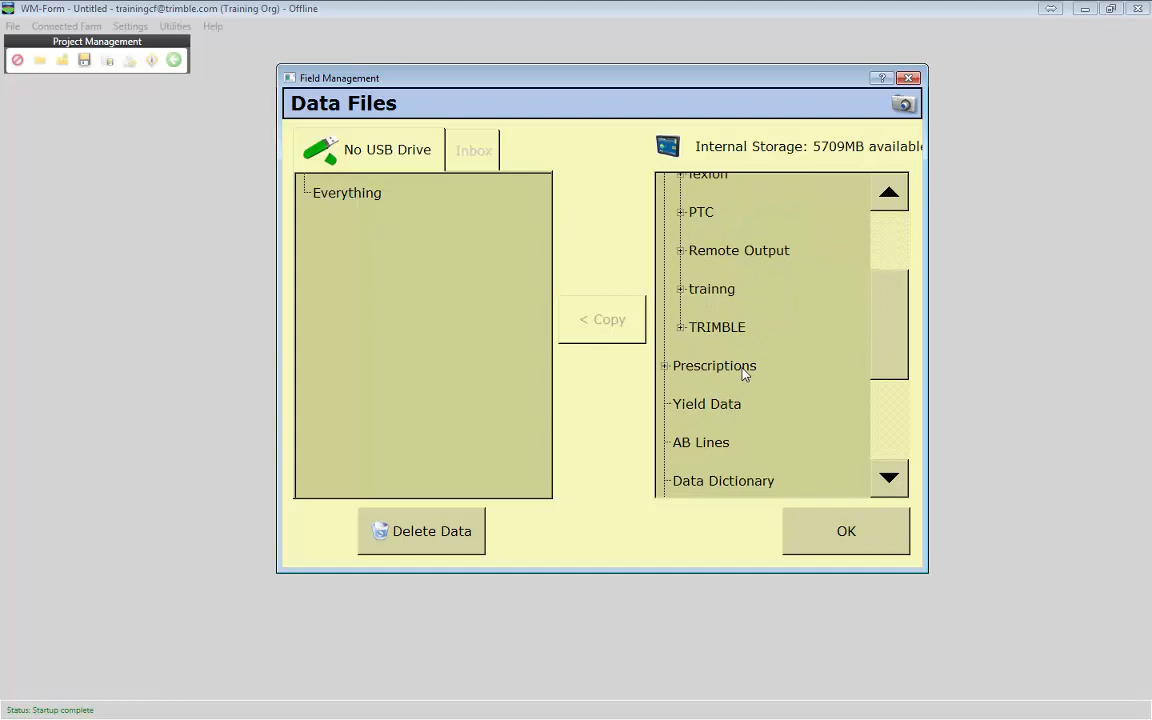 WM-Form - Untitled - trainingcf@trimble.com (Training Org) - Offline
File Connected Farm Settings Utilities Help
Project Management
Field Management
Data Files
No USB Drive
Inbox
Internal Storage: 5709MB available
Everything
lexion
PTC
Remote Output
trainng
TRIMBLE
Prescriptions
Yield Data
AB Lines
Data Dictionary
< Copy
Delete Data
OK
Status: Startup complete